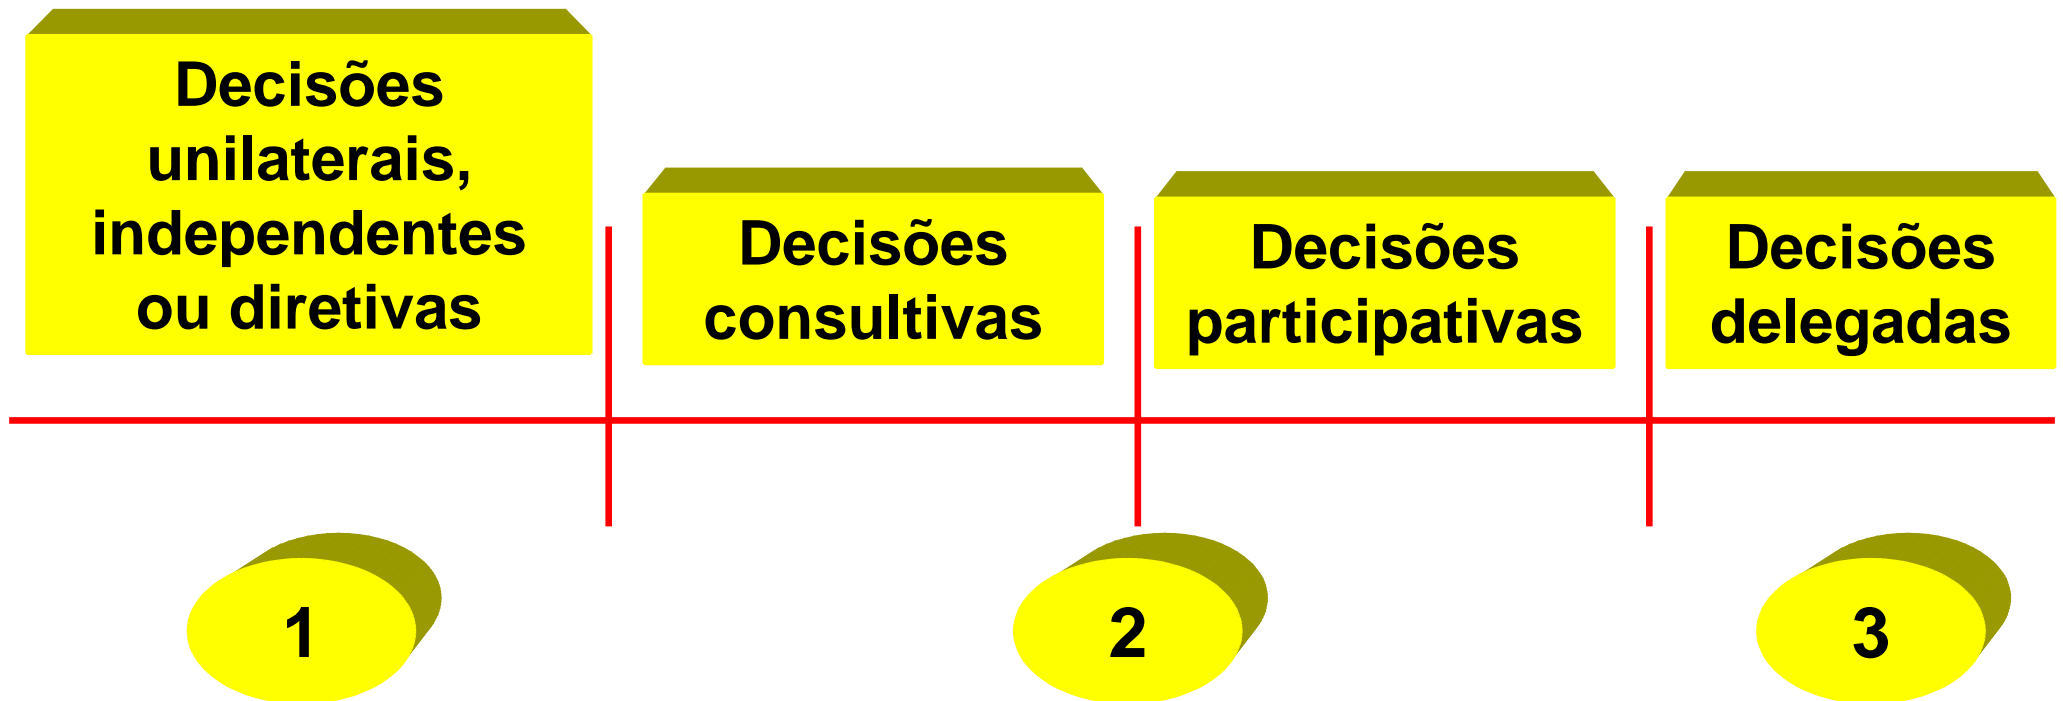 Decisões
unilaterais,
independentes
ou diretivas
Decisões
consultivas
Decisões
participativas
Decisões
delegadas
1
2
3